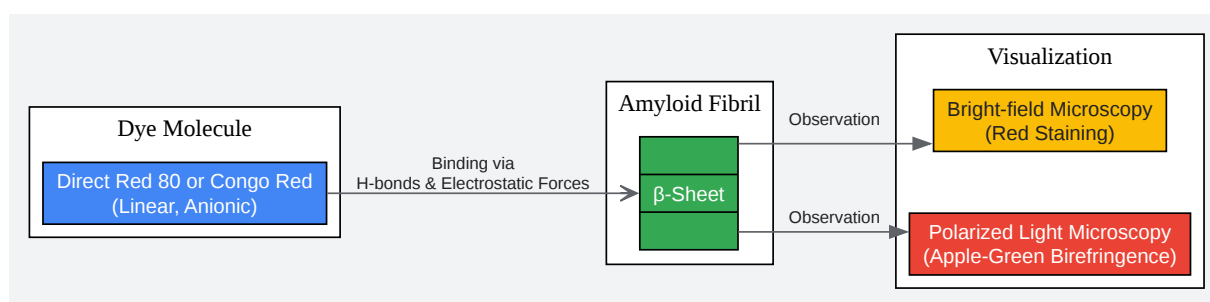 Dye Molecule
Direct Red 80 or Congo Red
(Linear, Anionic)
Binding via
H-bonds & Electrostatic Forces
Amyloid Fibril
β-Sheet
Observation
Observation
Visualization
Bright-field Microscopy
(Red Staining)
Polarized Light Microscopy
(Apple-Green Birefringence)